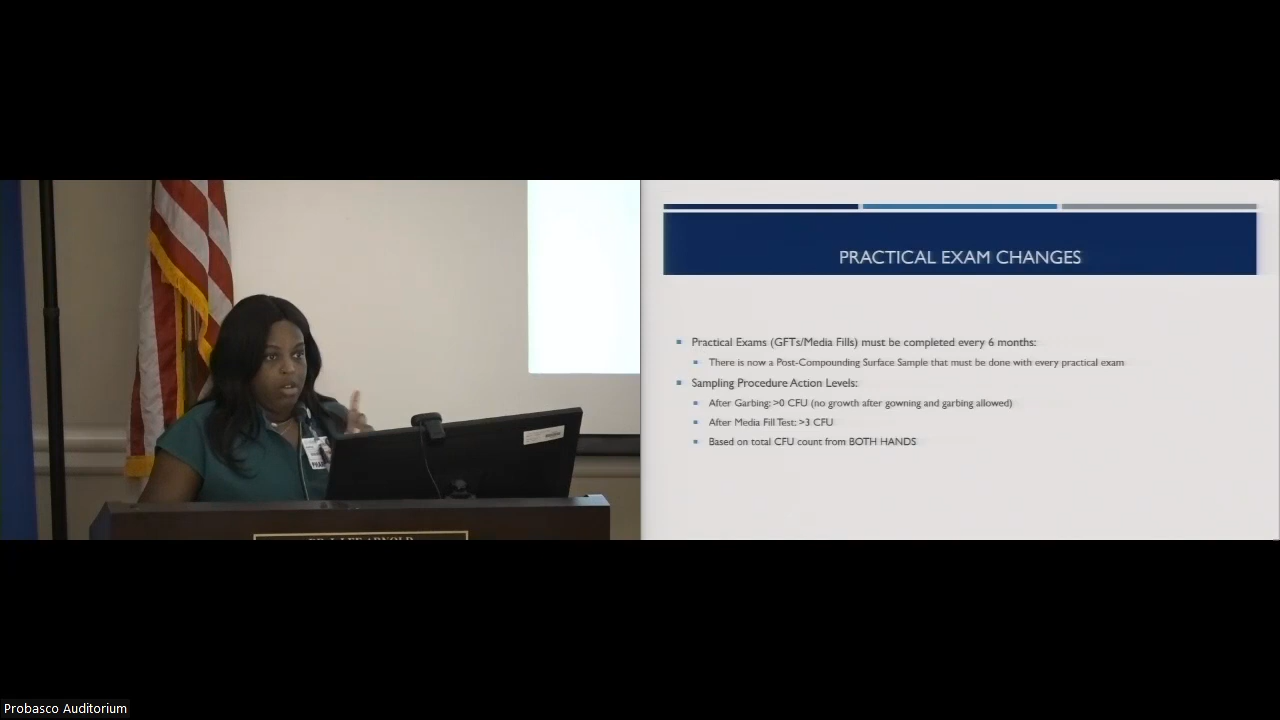 PRACTICAL EXAM CHANGES
Practical Exams (GFTs/Media Fills) must be completed every 6 months:
There is now a Post-Compounding Surface Sample that must be done with every practical exam
Sampling Procedure Action Levels:
After Garbing: >0 CFU (no growth after gowning and garbing allowed)
After Media Fill Test: >3 CFU
Based on total CFU count from BOTH HANDS
Probasco Auditorium